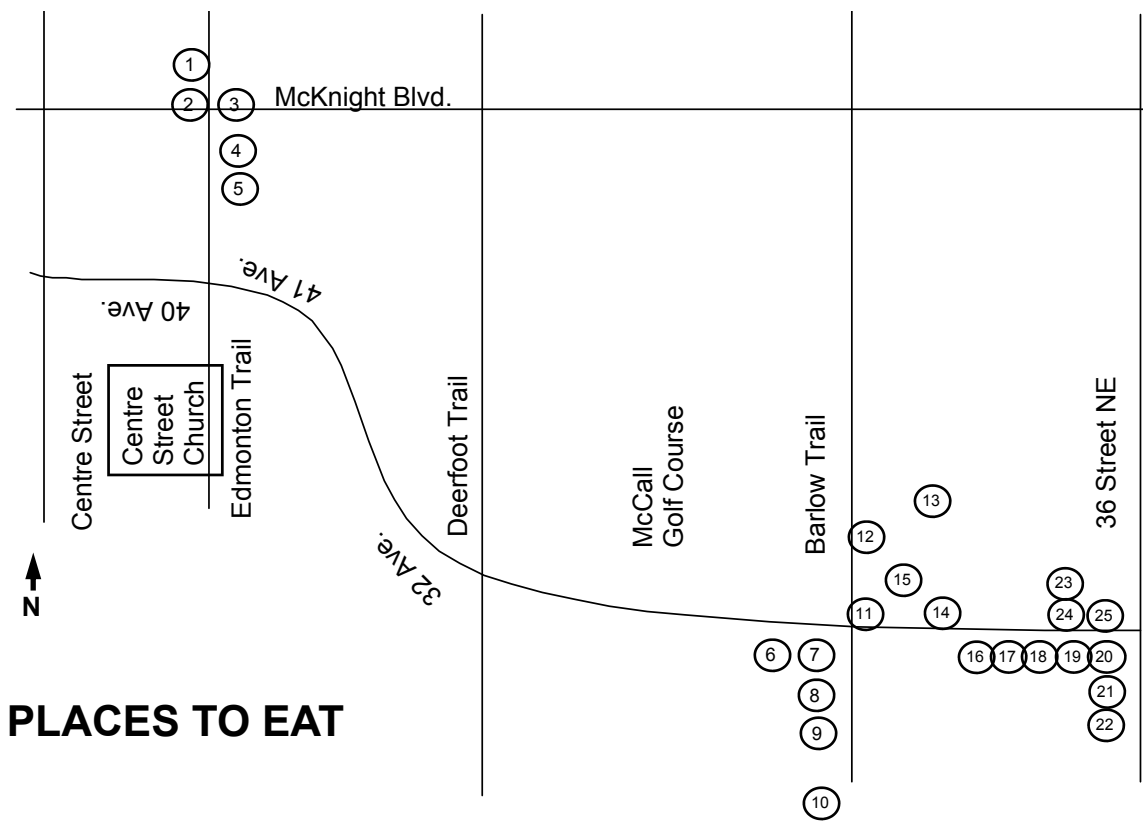 1
2
3
McKnight Blvd.
4
5
41 Ave.
40 Ave.
Centre Street
Centre
Street
Church
Edmonton Trail
Deerfoot Trail
McCall
Golf Course
Barlow Trail
36 Street NE
13
12
32 Ave.
15
23
11
14
24
25
N
6
7
16
17
18
19
20
8
21
9
22
PLACES TO EAT
10